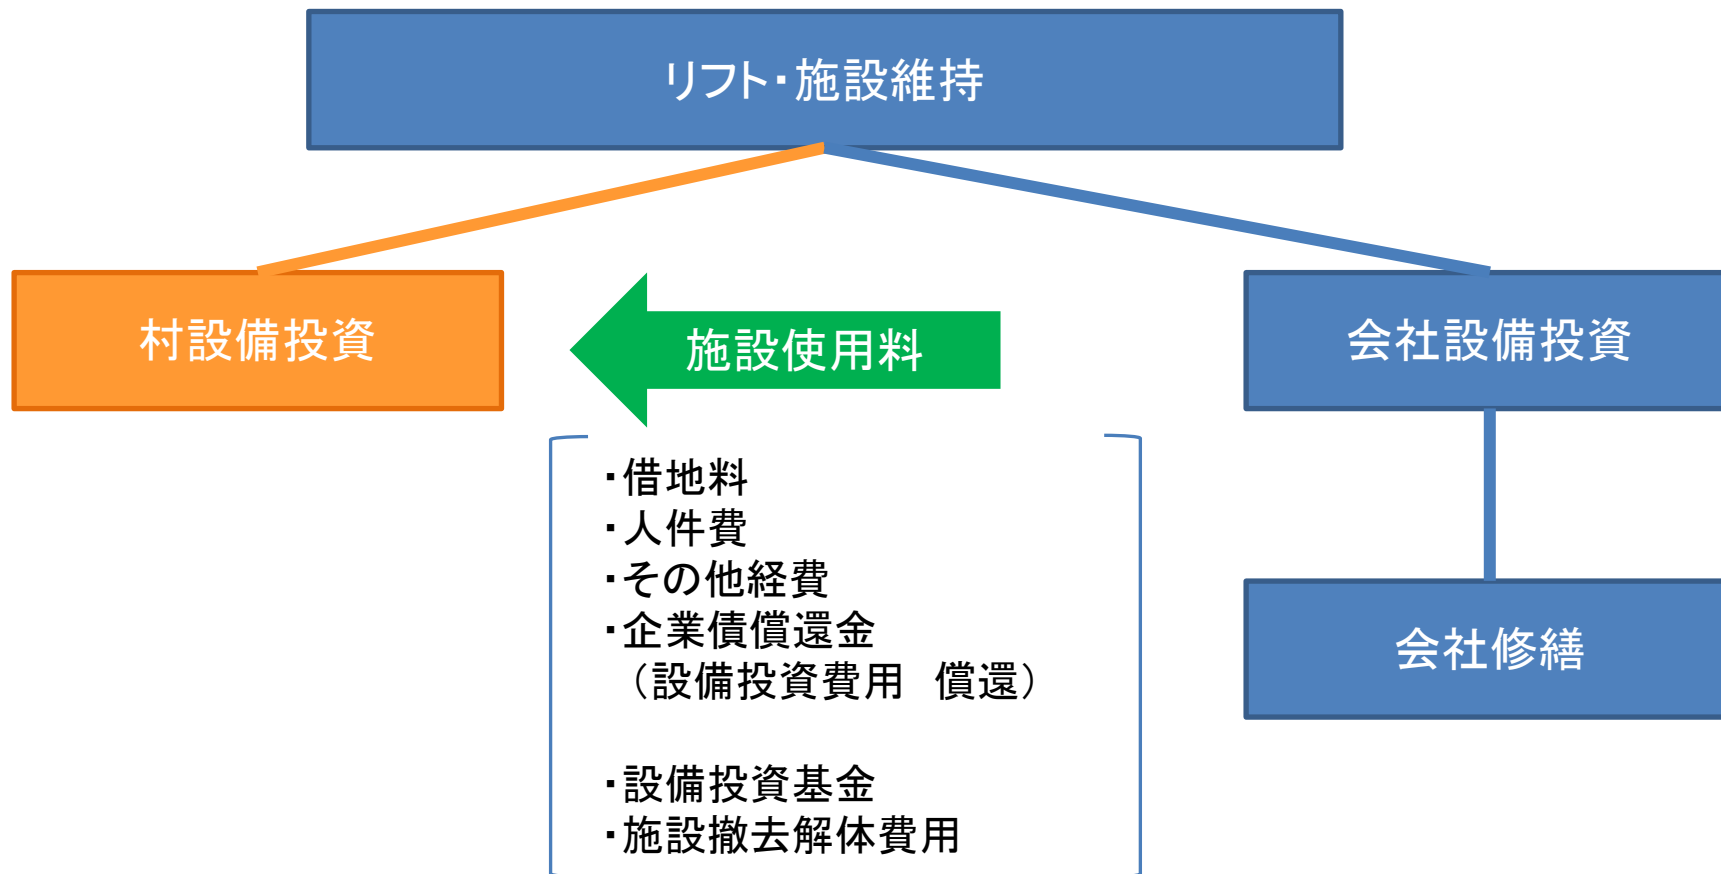 リフト・施設維持
村設備投資
施設使用料
会社設備投資
・借地料
・人件費
・その他経費
・企業債償還金
（設備投資費用　償還）
・設備投資基金
・施設撤去解体費用
会社修繕